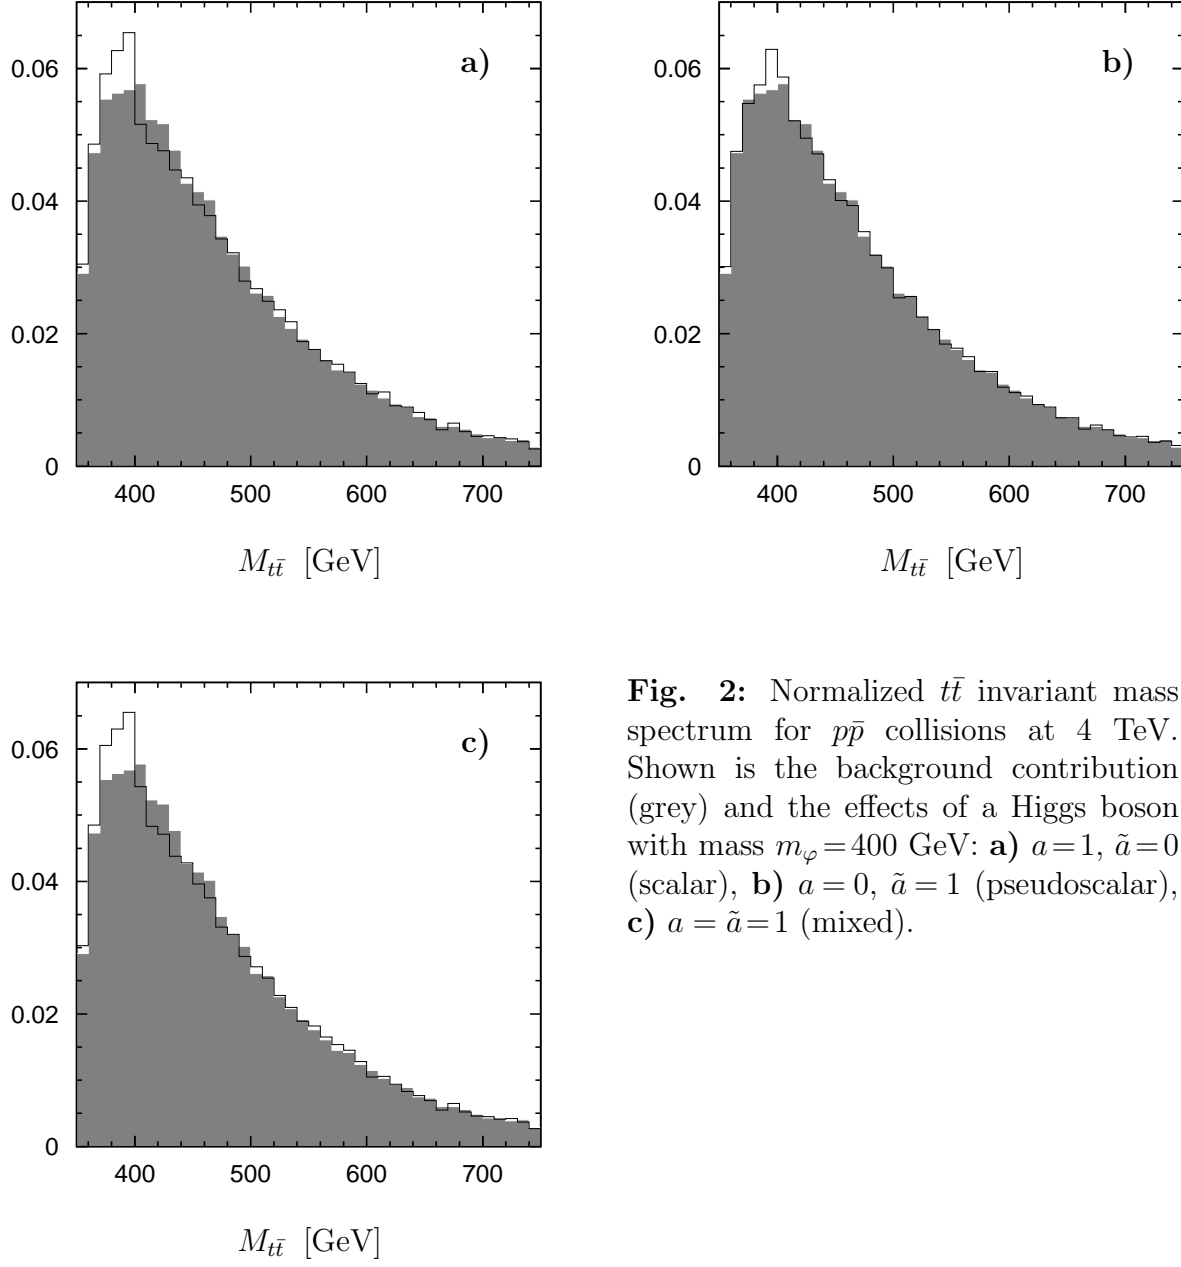 a)
0.06
0.04
0.02
0
400 500 600 700
M_{tt̄} [GeV]
b)
0.06
0.04
0.02
0
400 500 600 700
M_{tt̄} [GeV]
c)
0.06
0.04
0.02
0
400 500 600 700
M_{tt̄} [GeV]
Fig. 2: Normalized tt̄ invariant mass
spectrum for pp̄ collisions at 4 TeV.
Shown is the background contribution
(grey) and the effects of a Higgs boson
with mass m_φ=400 GeV: a) a=1, ã=0
(scalar), b) a = 0, ã = 1 (pseudoscalar),
c) a = ã=1 (mixed).